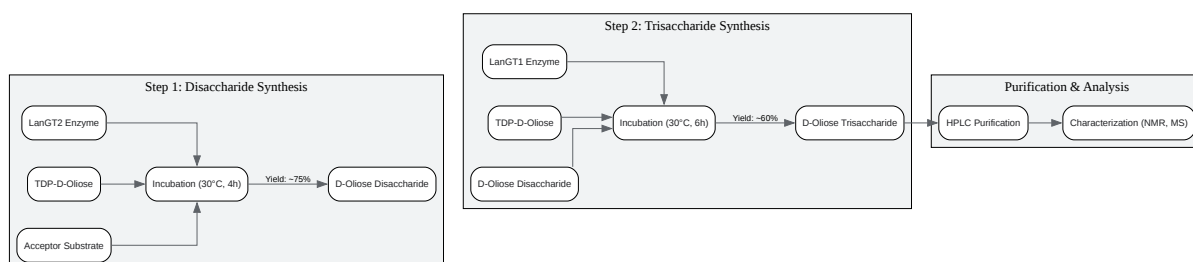 Step 1: Disaccharide Synthesis
LanGT2 Enzyme
TDP-D-Oliose
Incubation (30°C, 4h)
Yield: ~75%
D-Oliose Disaccharide
Acceptor Substrate
Step 2: Trisaccharide Synthesis
LanGT1 Enzyme
TDP-D-Oliose
Incubation (30°C, 6h)
Yield: ~60%
D-Oliose Trisaccharide
D-Oliose Disaccharide
Purification & Analysis
HPLC Purification
Characterization (NMR, MS)